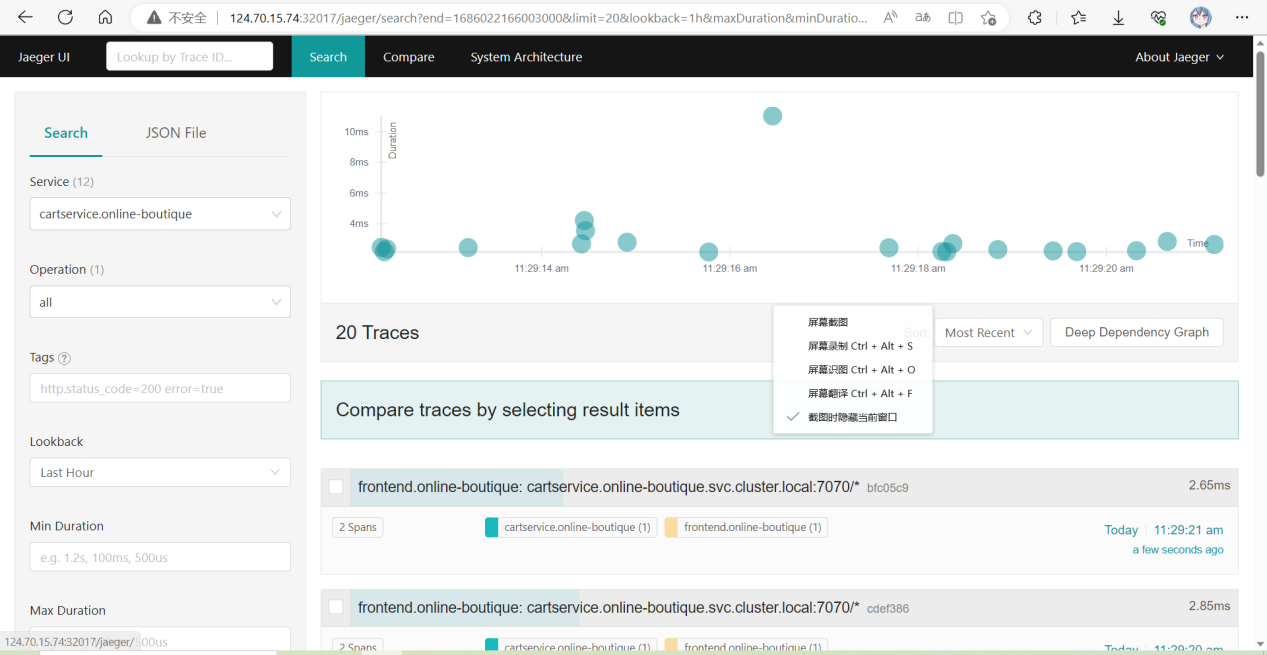 不安全
124.70.15.74:32017/jaeger/search?end=1686022166003000&limit=20&lookback=1h&maxDuration&minDuratio...
Jaeger UI
Lookup by Trace ID...
Search
Compare
System Architecture
About Jaeger
Search
JSON File
Service (12)
cartservice.online-boutique
Operation (1)
all
Tags
http.status_code=200 error=true
Lookback
Last Hour
Min Duration
e.g. 1.2s, 100ms, 500us
Max Duration
500us
124.70.15.74:32017/jaeger/
Duration
10ms
8ms
6ms
4ms
Time
11:29:14 am
11:29:16 am
11:29:18 am
11:29:20 am
20 Traces
Sort:
Most Recent
Deep Dependency Graph
屏幕截图
屏幕录制 Ctrl + Alt + S
屏幕识图 Ctrl + Alt + O
屏幕翻译 Ctrl + Alt + F
截图时隐藏当前窗口
Compare traces by selecting result items
frontend.online-boutique: cartservice.online-boutique.svc.cluster.local:7070/* bfc05c9
2.65ms
2 Spans
cartservice.online-boutique (1)
frontend.online-boutique (1)
Today
11:29:21 am
a few seconds ago
frontend.online-boutique: cartservice.online-boutique.svc.cluster.local:7070/* cdef386
2.85ms
2 Spans
cartservice.online-boutique (1)
frontend.online-boutique (1)
Today
11:29:20 am